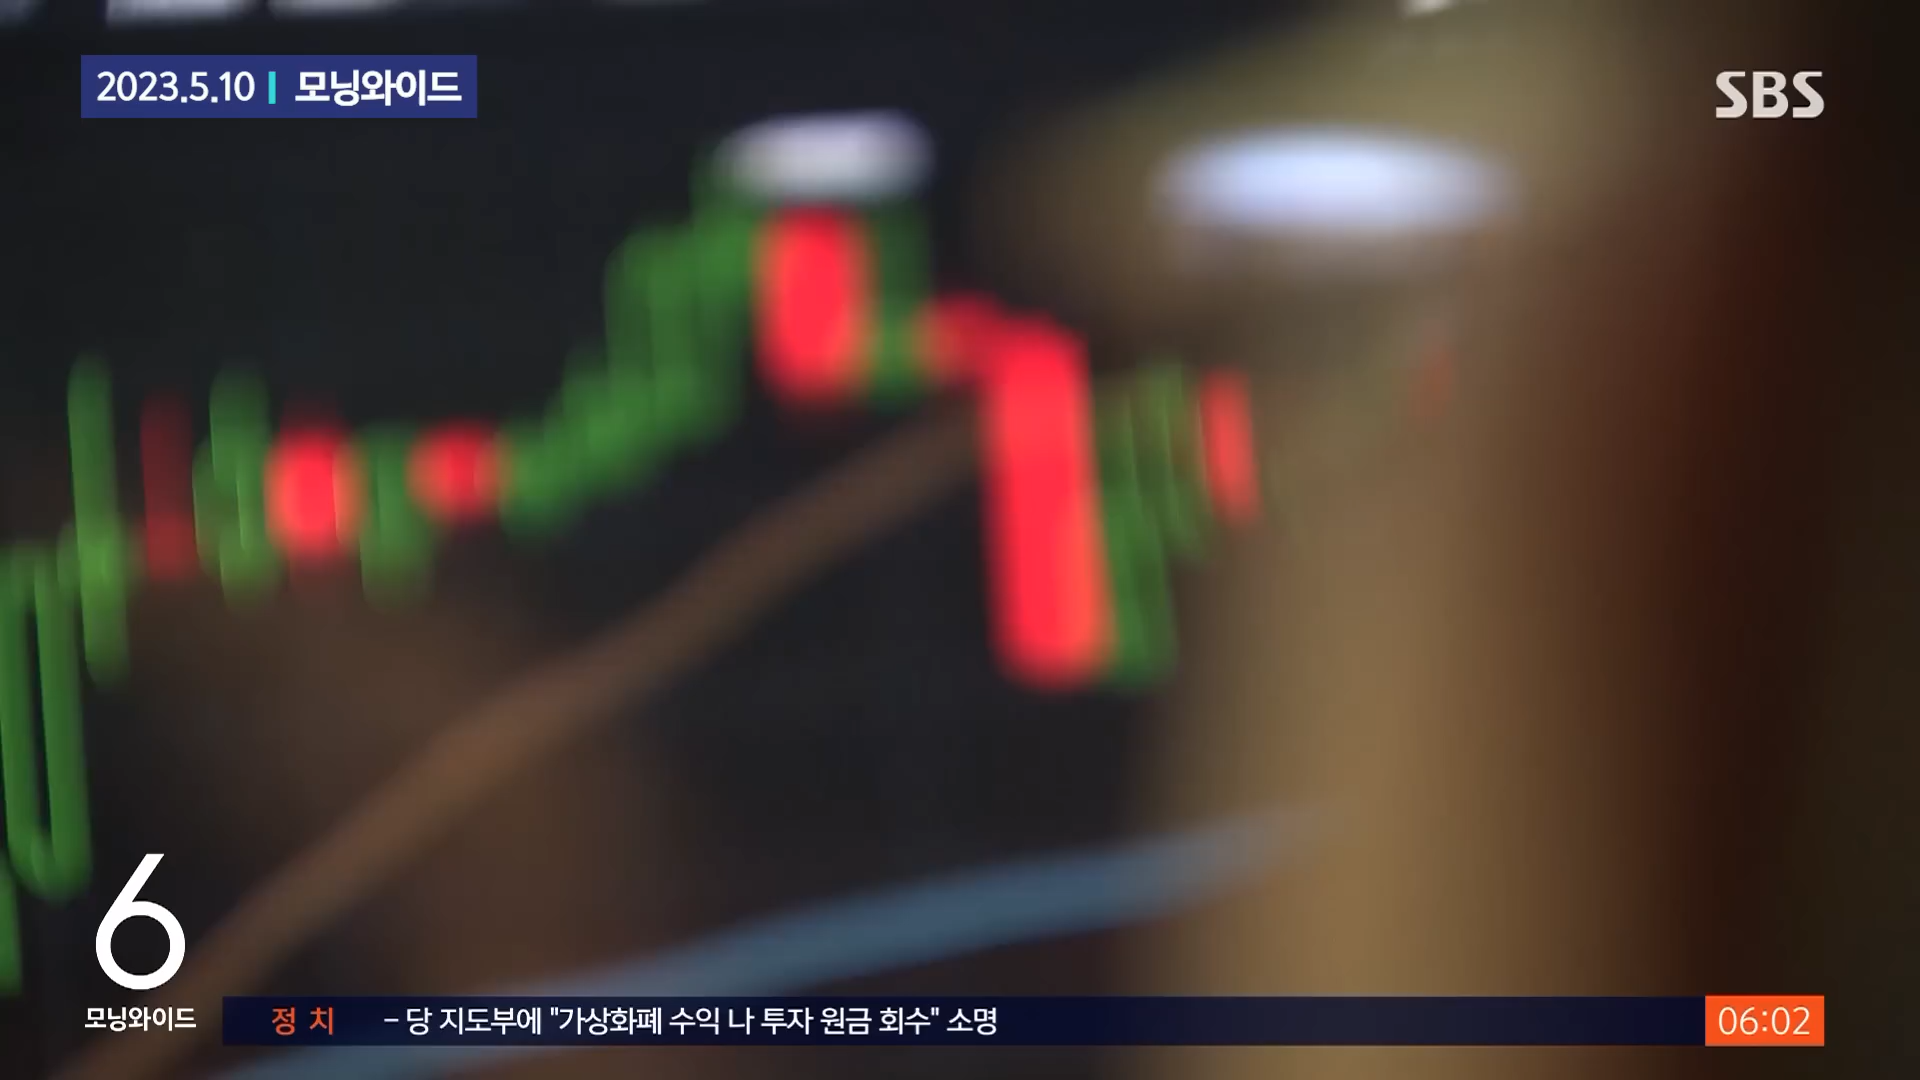 2023.5.10 | 모닝와이드
SBS
6
모닝와이드
정 치
- 당 지도부에 "가상화폐 수익 나 투자 원금 회수" 소명
06:02